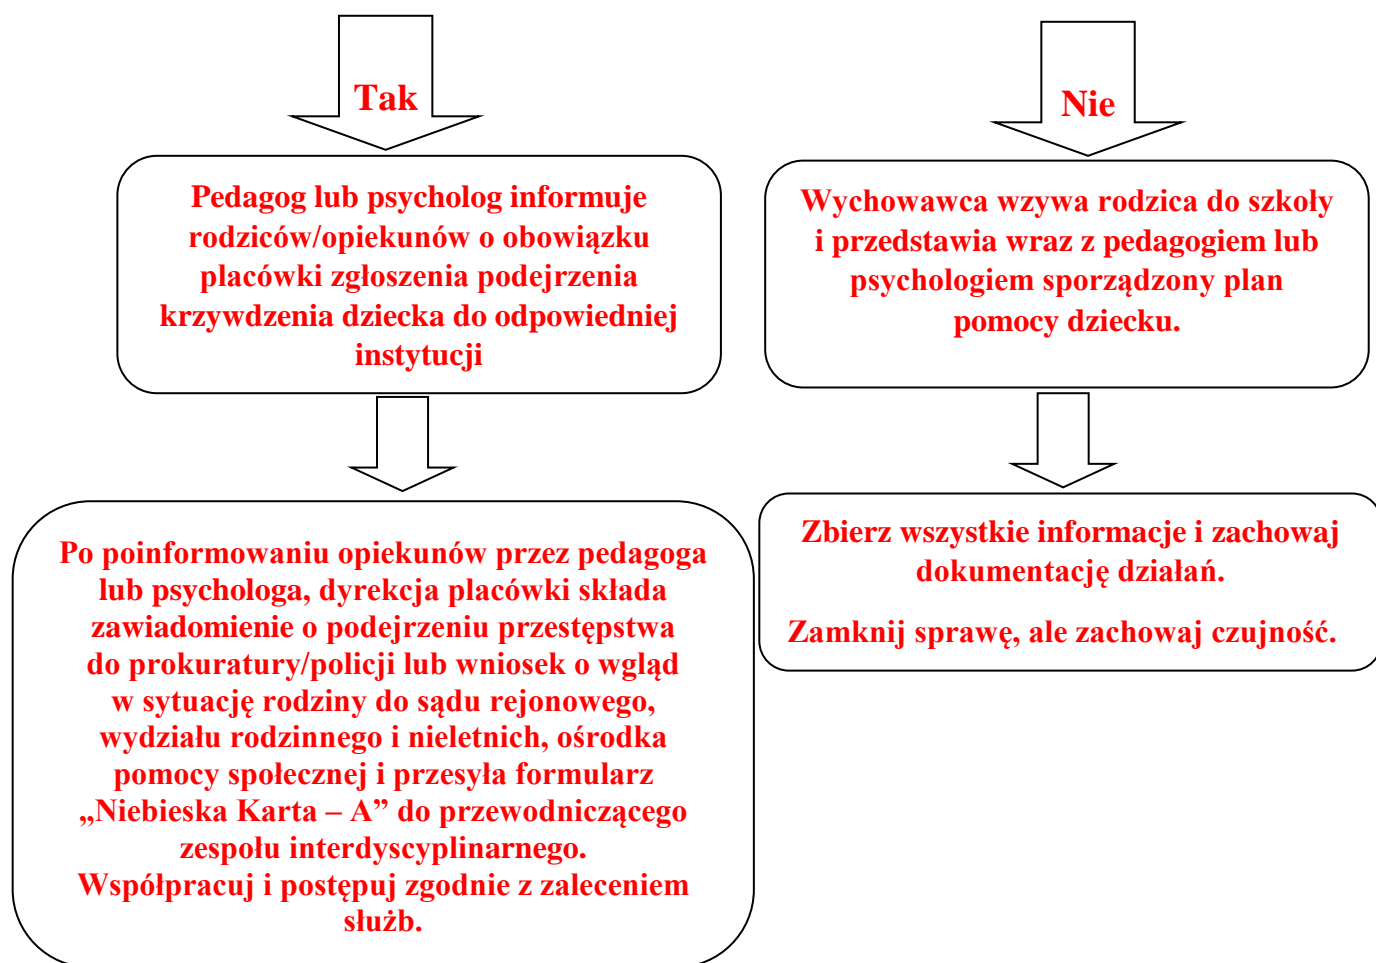 Tak
Pedagog lub psycholog informuje
rodziców/opiekunów o obowiązku
placówki zgłoszenia podejrzenia
krzywdzenia dziecka do odpowiedniej
instytucji
Po poinformowaniu opiekunów przez pedagoga
lub psychologa, dyrekcja placówki składa
zawiadomienie o podejrzeniu przestępstwa
do prokuratury/policji lub wniosek o wgląd
w sytuację rodziny do sądu rejonowego,
wydziału rodzinnego i nieletnich, ośrodka
pomocy społecznej i przesyła formularz
„Niebieska Karta – A” do przewodniczącego
zespołu interdyscyplinarnego.
Współpracuj i postępuj zgodnie z zaleceniem
służb.
Nie
Wychowawca wzywa rodzica do szkoły
i przedstawia wraz z pedagogiem lub
psychologiem sporządzony plan
pomocy dziecku.
Zbierz wszystkie informacje i zachowaj
dokumentację działań.
Zamknij sprawę, ale zachowaj czujność.